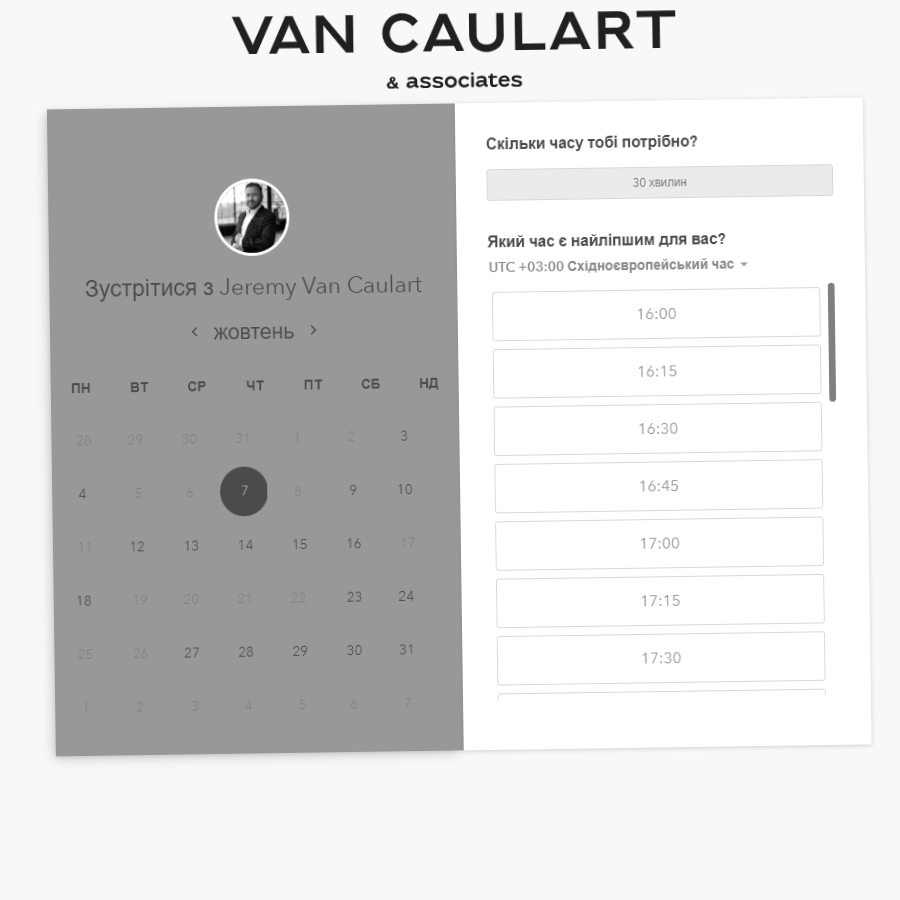 VAN CAULART
& associates
Зустрітися з Jeremy Van Caulart
жовтень
ПН ВТ СР ЧТ ПТ СБ НД
28 29 30 31 1 2 3
4 5 6 7 8 9 10
11 12 13 14 15 16 17
18 19 20 21 22 23 24
25 26 27 28 29 30 31
1 2 3 4 5 6 7
Скільки часу тобі потрібно?
30 хвилин
Який час є найліпшим для вас?
UTC +03:00 Східноєвропейський час
16:00
16:15
16:30
16:45
17:00
17:15
17:30